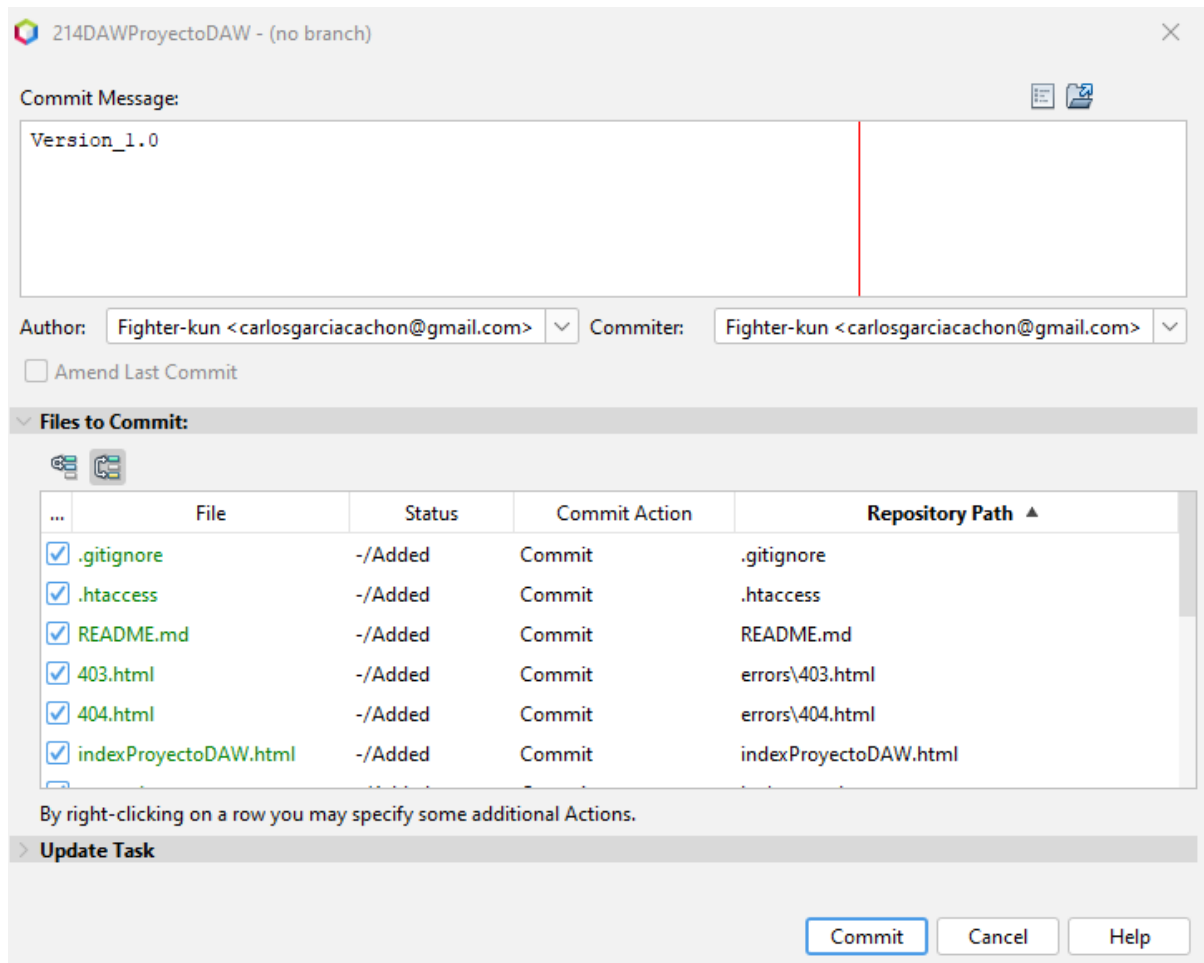 214DAWProyectoDAW - (no branch)
Commit Message:
Version_1.0
Author: Fighter-kun <carlosgarciacachon@gmail.com> Commiter: Fighter-kun <carlosgarciacachon@gmail.com>
Amend Last Commit
Files to Commit:
... File Status Commit Action Repository Path
.gitignore -/Added Commit .gitignore
.htaccess -/Added Commit .htaccess
README.md -/Added Commit README.md
403.html -/Added Commit errors\403.html
404.html -/Added Commit errors\404.html
indexProyectoDAW.html -/Added Commit indexProyectoDAW.html
By right-clicking on a row you may specify some additional Actions.
Update Task
Commit Cancel Help